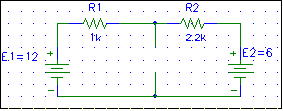 R1 R2
1k 2.2k
E1=12 E2=6
+ +
- -